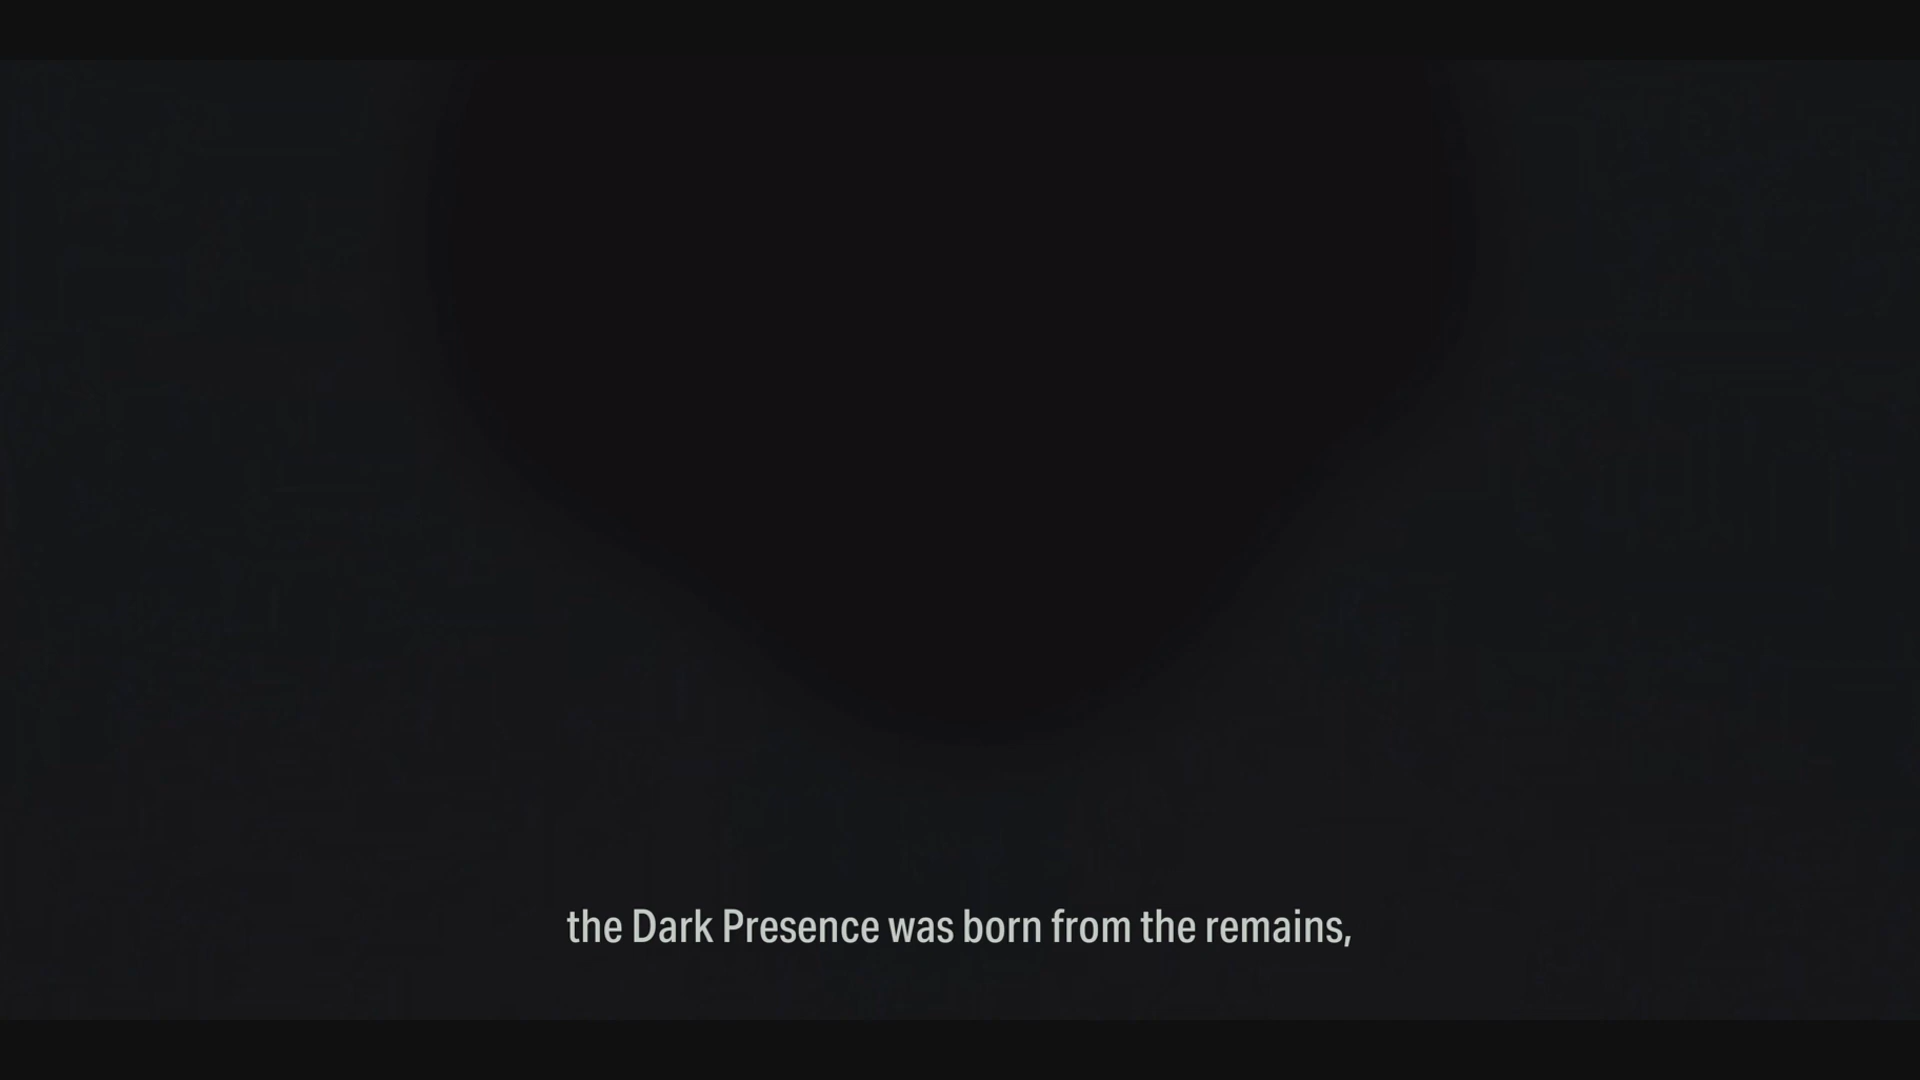 the Dark Presence was born from the remains,